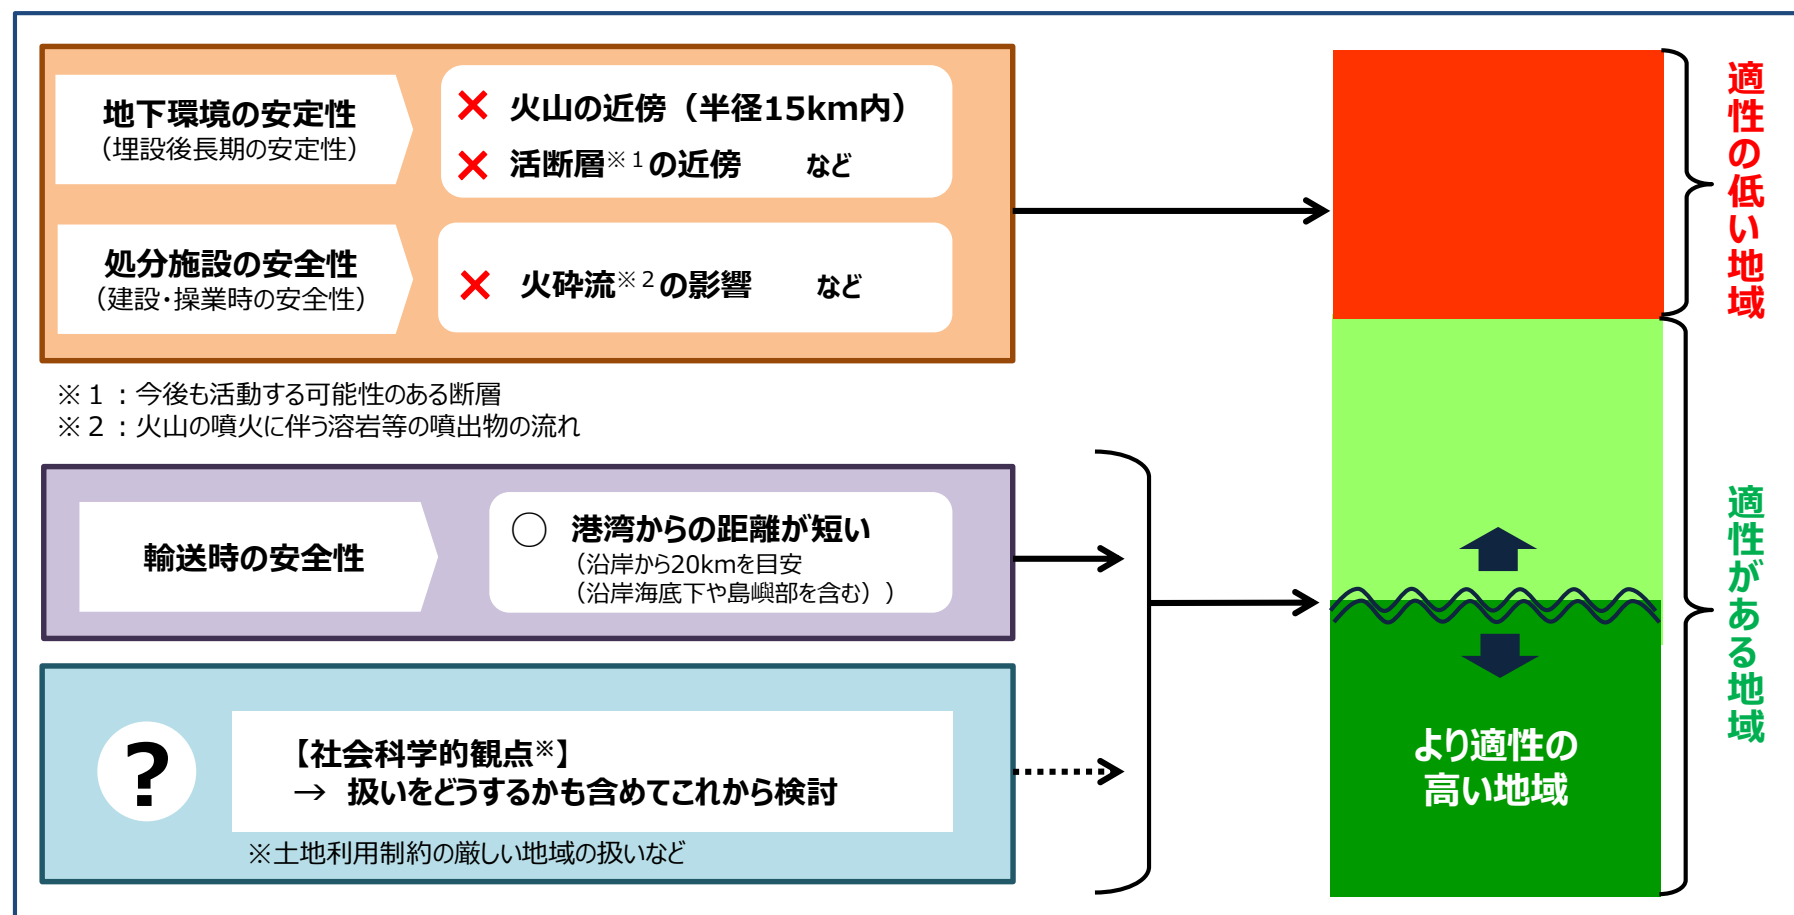 地下環境の安定性
（埋設後長期の安定性）
× 火山の近傍（半径15km内）
× 活断層※1の近傍 など
処分施設の安全性
（建設・操業時の安全性）
× 火砕流※2の影響 など
※１：今後も活動する可能性のある断層
※２：火山の噴火に伴う溶岩等の噴出物の流れ
輸送時の安全性
○ 港湾からの距離が短い
（沿岸から20kmを目安
（沿岸海底下や島嶼部を含む））
?
【社会科学的観点※】
→ 扱いをどうするかも含めてこれから検討
※土地利用制約の厳しい地域の扱いなど
適性の低い地域
適性がある地域
より適性の
高い地域